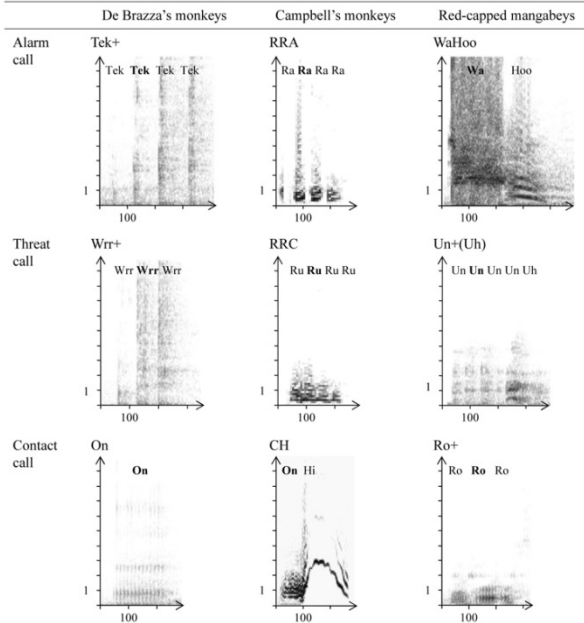 De Brazza's monkeys Campbell's monkeys Red-capped mangabeys
Alarm call
Tek+ RRA WaHoo
Tek Tek Tek Tek Ra Ra Ra Ra Wa Hoo
1 1 1
100 100 100
Threat call
Wrr+ RRC Un+(Uh)
Wrr Wrr Wrr Ru Ru Ru Ru Un Un Un Un Uh
1 1 1
100 100 100
Contact call
On CH Ro+
On On Hi Ro Ro Ro
1 1 1
100 100 100